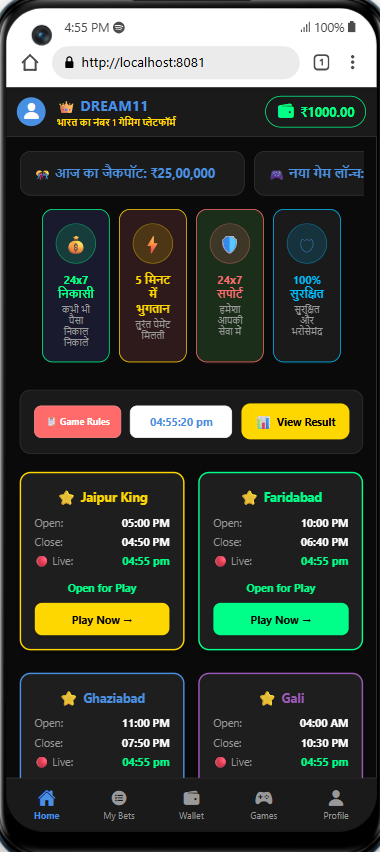 4:55 PM
100%
http://localhost:8081
1
DREAM11
भारत का नंबर 1 गेमिंग प्लेटफॉर्म
₹1000.00
आज का जैकपॉट: ₹25,00,000
नया गेम लॉन्च:
24x7
निकासी
कभी भी
पैसा
निकाल
निकाले
5 मिनट
में
भुगतान
तुरंत पेमेंट
मिलती
24x7
सपोर्ट
हमेशा
आपकी
सेवा में
100%
सुरक्षित
सुरक्षित
और
भरोसेमंद
Game Rules
04:55:20 pm
View Result
Jaipur King
Open: 05:00 PM
Close: 04:50 PM
Live: 04:55 pm
Open for Play
Play Now →
Faridabad
Open: 10:00 PM
Close: 06:40 PM
Live: 04:55 pm
Open for Play
Play Now →
Ghaziabad
Open: 11:00 PM
Close: 07:50 PM
Live: 04:55 pm
Gali
Open: 04:00 AM
Close: 10:30 PM
Live: 04:55 pm
Home
My Bets
Wallet
Games
Profile